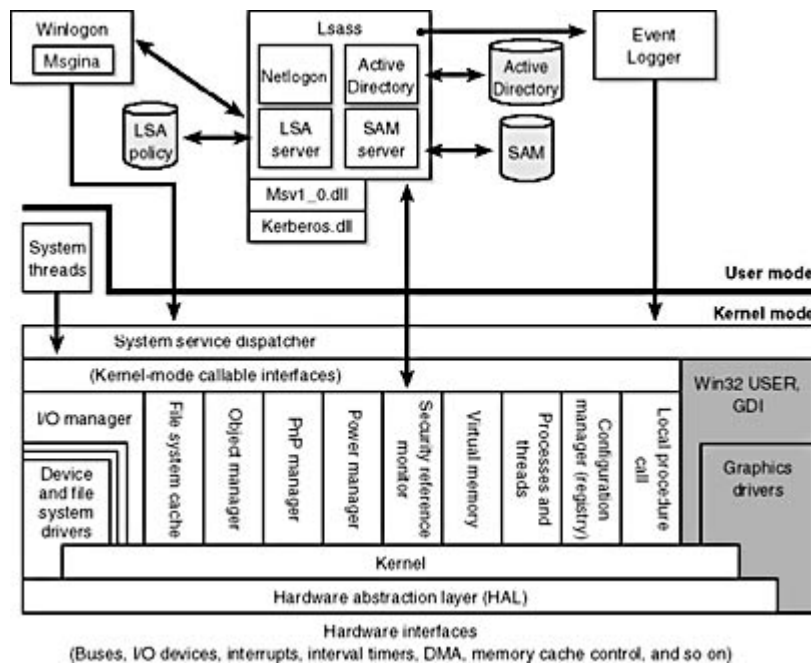 Winlogon
Msgina
Lsass
Netlogon
Active
Directory
LSA
server
SAM
server
Msv1_0.dll
Kerberos.dll
LSA
policy
Active
Directory
SAM
Event
Logger
System
threads
User mode
Kernel mode
System service dispatcher
(Kernel-mode callable interfaces)
Win32 USER,
GDI
I/O manager
Device and file
system drivers
File system cache
Object manager
PnP manager
Power manager
Security reference
monitor
Virtual memory
Processes and
threads
Configuration
manager (registry)
Local procedure
call
Graphics
drivers
Kernel
Hardware abstraction layer (HAL)
Hardware interfaces
(Buses, I/O devices, interrupts, interval timers, DMA, memory cache control, and so on)